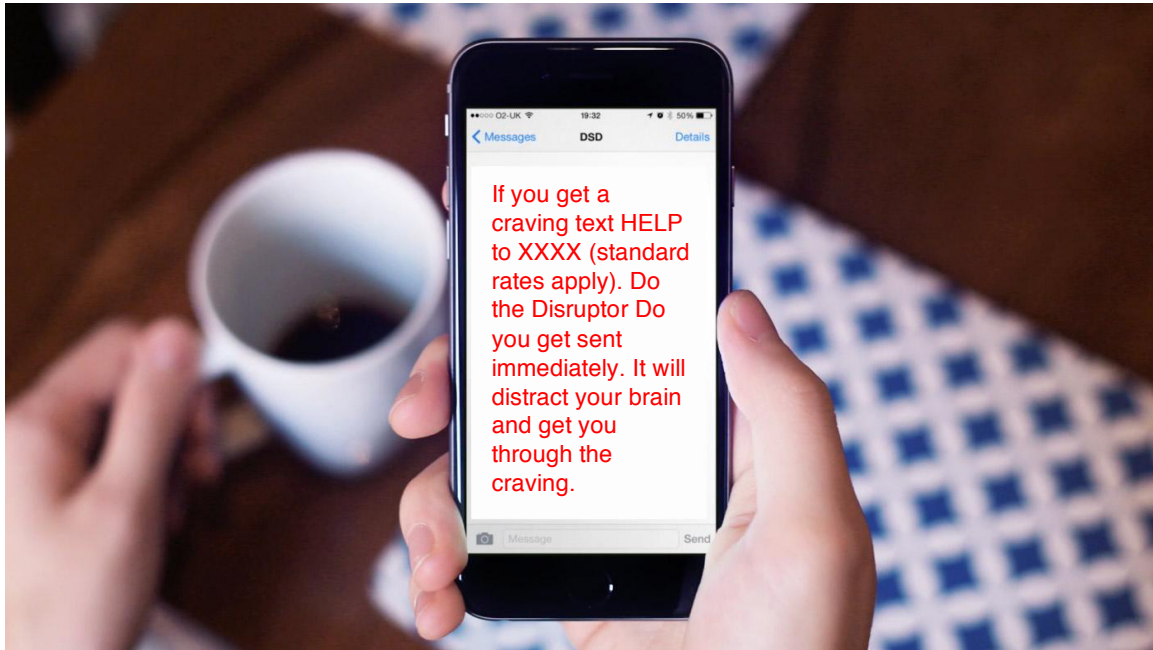 ●●○○○ O2-UK 19:32 50%
Messages DSD Details
If you get a
craving text HELP
to XXXX (standard
rates apply). Do
the Disruptor Do
you get sent
immediately. It will
distract your brain
and get you
through the
craving.
Message Send